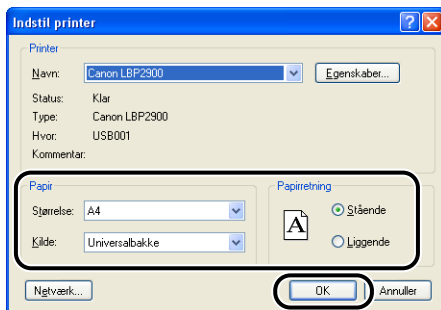 Indstil printer
Printer
Navn: Canon LBP2900 Egenskaber...
Status: Klar
Type: Canon LBP2900
Hvor: USB001
Kommentar:
Papir
Størrelse: A4
Kilde: Universalbakke
Papirretning
A
Stående
Liggende
Netværk... OK Annuller